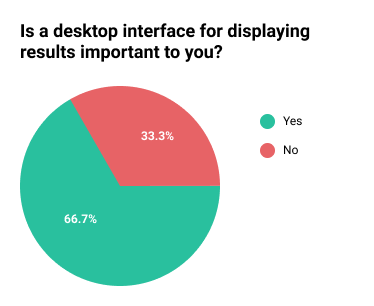 Is a desktop interface for displaying
results important to you?
Yes
No
33.3%
66.7%